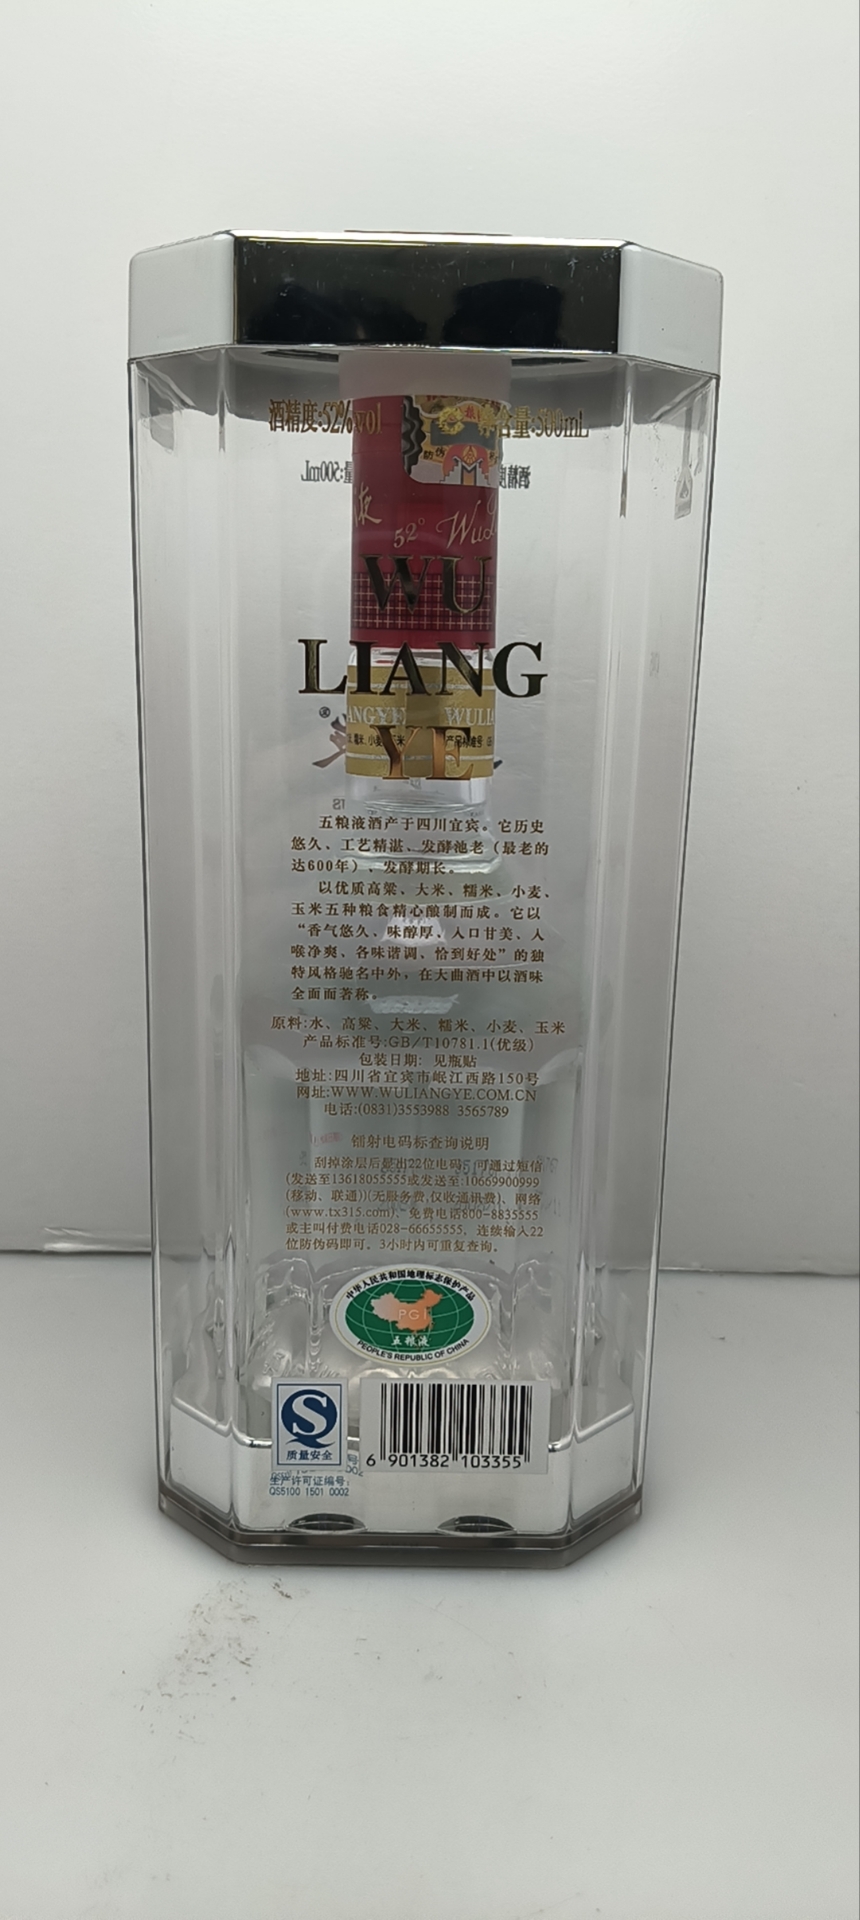 酒精度:52%vol 净含量:500mL
52° WuL
WU
LIANG
YE
ANGYE WULIA
产品标准号
五粮液酒产于四川宜宾。它历史
悠久、工艺精湛、发酵池老（最老的
达600年）、发酵期长。
以优质高粱、大米、糯米、小麦、
玉米五种粮食精心酿制而成。它以
“香气悠久、味醇厚、入口甘美、入
喉净爽、各味谐调、恰到好处”的独
特风格驰名中外，在大曲酒中以酒味
全面而著称。
原料:水、高粱、大米、糯米、小麦、玉米
产品标准号:GB/T10781.1(优级)
包装日期: 见瓶贴
地址:四川省宜宾市岷江西路150号
网址:WWW.WULIANGYE.COM.CN
电话:(0831)3553988 3565789
镭射电码标查询说明
刮掉涂层后显出22位电码，可通过短信
(发送至13618055555或发送至:10669900999
(移动、联通))(无服务费,仅收通讯费)、网络
(www.tx315.com)、免费电话800-8835555
或主叫付费电话028-66655555，连续输入22
位防伪码即可。3小时内可重复查询。
中华人民共和国地理标志保护产品
PGI
五粮液
PEOPLE'S REPUBLIC OF CHINA
质量安全
生产许可证编号:
QS5100 1501 0002
6 901382 103355